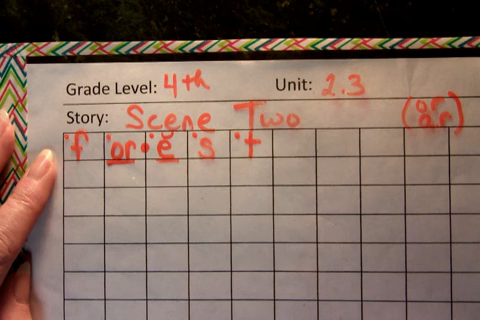 Grade Level: 4th Unit: 2.3
Story: Scene Two (or ar)
f or e s t